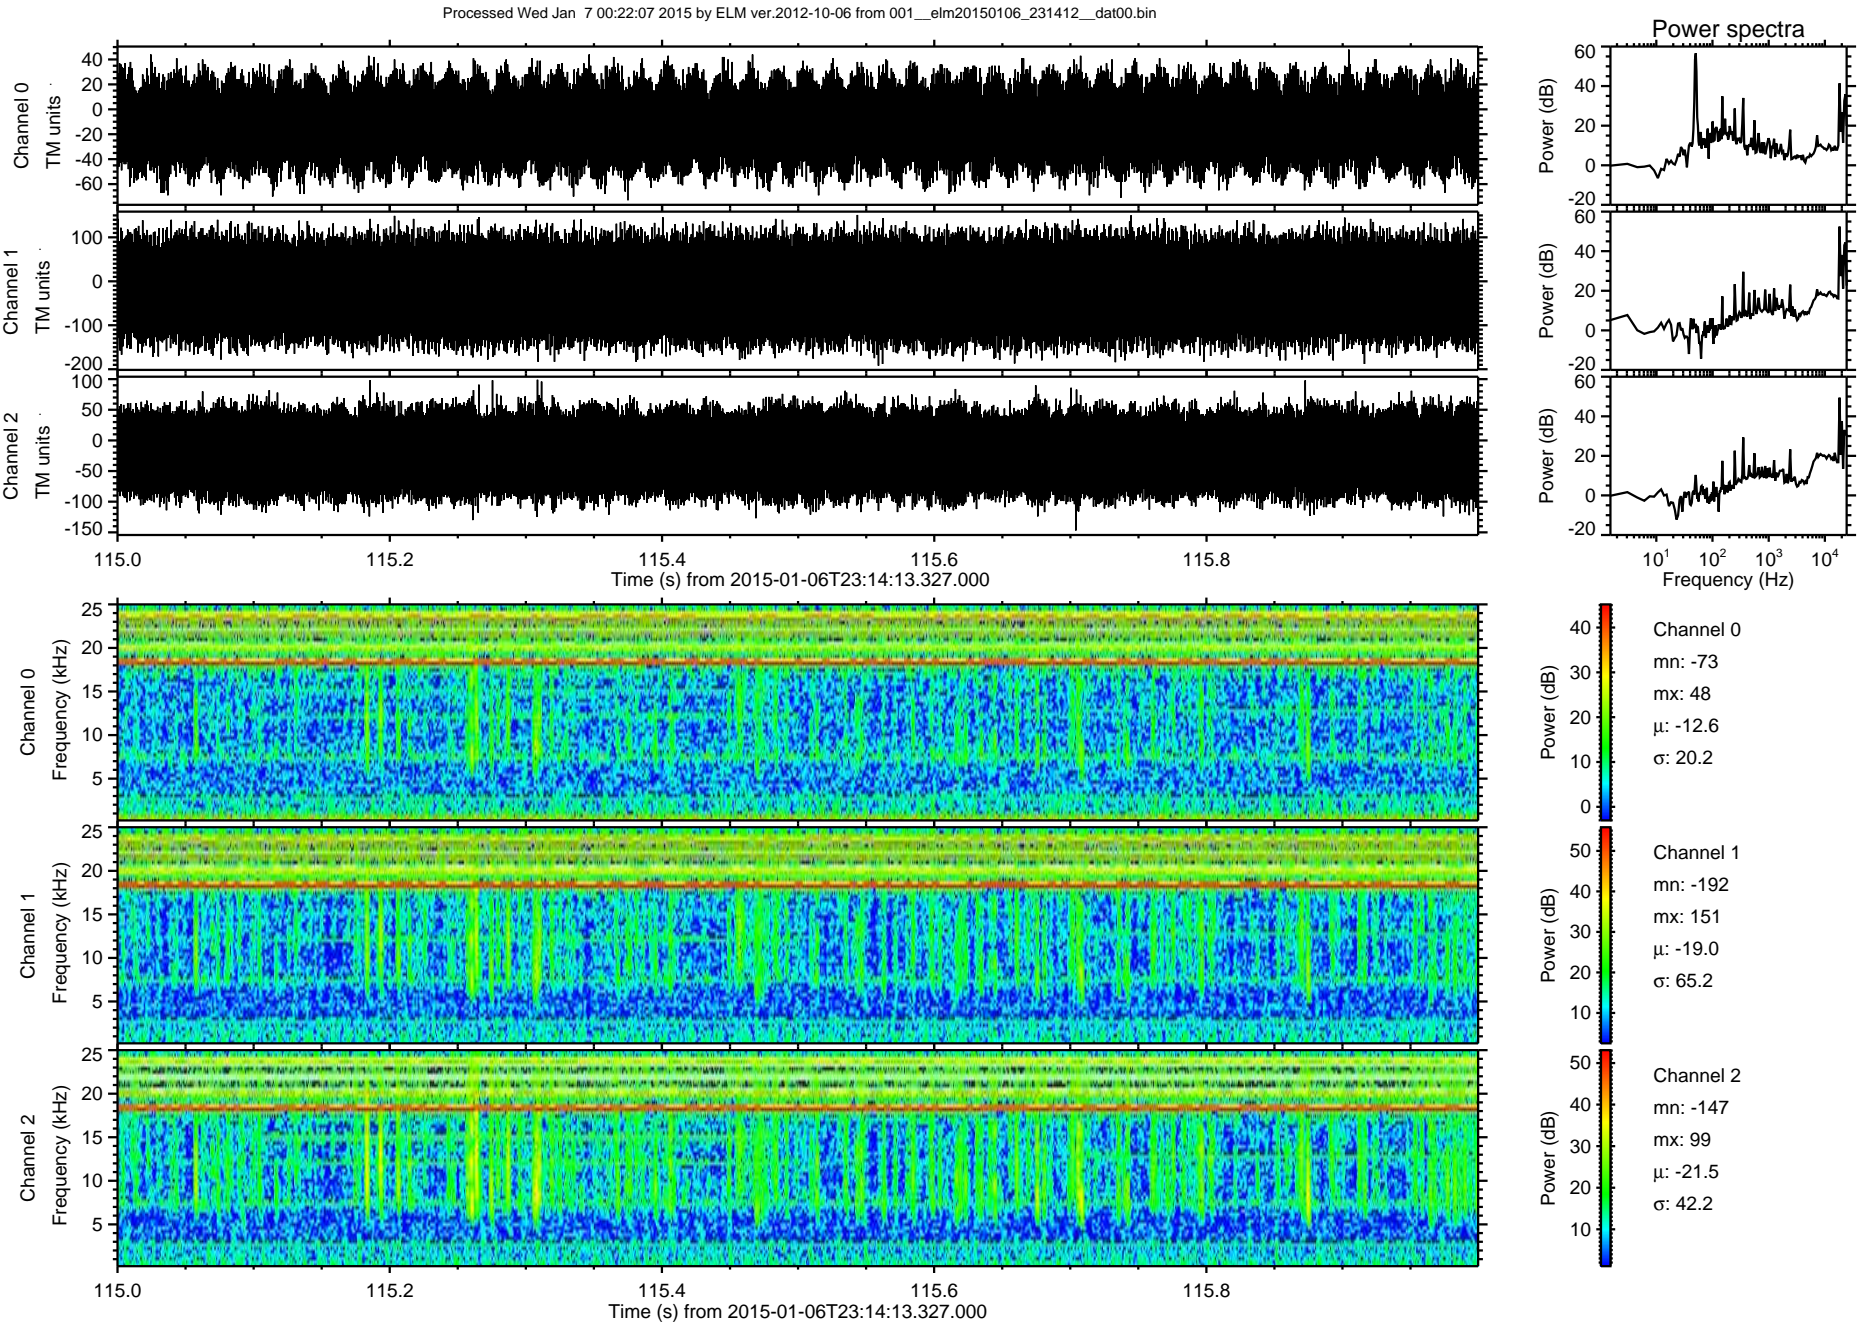 Processed Wed Jan  7 00:22:07 2015 by ELM ver.2012-10-06 from 001__elm20150106_231412__dat00.bin
Power spectra
Channel 0
TM units
40
20
0
-20
-40
-60
Power (dB)
60
40
20
0
-20
Channel 1
TM units
100
0
-100
-200
Power (dB)
60
40
20
0
-20
Channel 2
TM units
100
50
0
-50
-100
-150
Power (dB)
60
40
20
0
-20
115.0 115.2 115.4 115.6 115.8
Time (s) from 2015-01-06T23:14:13.327.000
10¹ 10² 10³ 10⁴
Frequency (Hz)
Channel 0
Frequency (kHz)
25
20
15
10
5
Power (dB)
40
30
20
10
0
Channel 0
mn: -73
mx: 48
µ: -12.6
σ: 20.2
Channel 1
Frequency (kHz)
25
20
15
10
5
Power (dB)
50
40
30
20
10
Channel 1
mn: -192
mx: 151
µ: -19.0
σ: 65.2
Channel 2
Frequency (kHz)
25
20
15
10
5
Power (dB)
50
40
30
20
10
Channel 2
mn: -147
mx: 99
µ: -21.5
σ: 42.2
115.0 115.2 115.4 115.6 115.8
Time (s) from 2015-01-06T23:14:13.327.000